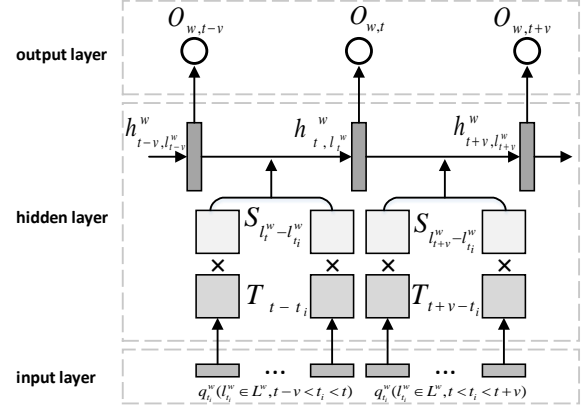 O_{w,t-v} O_{w,t} O_{w,t+v}
output layer
h^w_{t-v,l^w_{t-v}} h^w_{t,l^w_t} h^w_{t+v,l^w_{t+v}}
hidden layer
S_{l^w_t-l^w_{t_i}} S_{l^w_{t+v}-l^w_{t_i}}
× × × ×
T_{t-t_i} T_{t+v-t_i}
input layer
... ...
q^w_{t_i}(l^w_{t_i} ∈ L^w, t-v < t_i < t) q^w_{t_i}(l^w_{t_i} ∈ L^w, t < t_i < t+v)